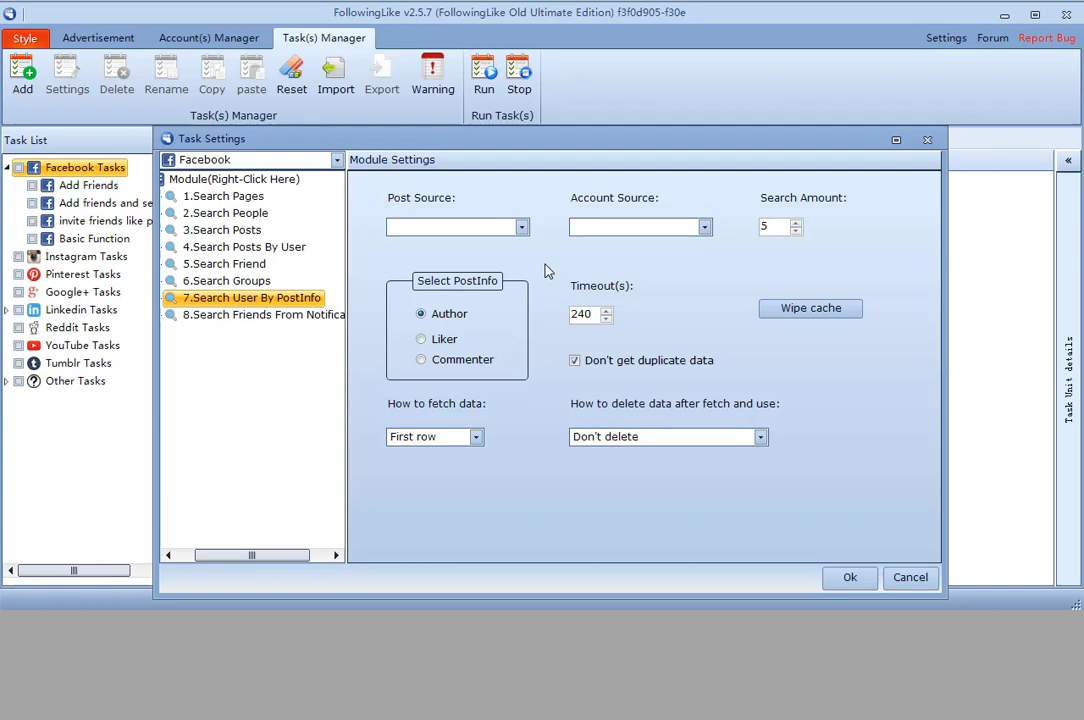 FollowingLike v2.5.7 (FollowingLike Old Ultimate Edition) f3f0d905-f30e
Style Advertisement Account(s) Manager Task(s) Manager Settings Forum Report Bug
Add Settings Delete Rename Copy paste Reset Import Export Warning Run Stop
Task(s) Manager Run Task(s)
Task List
Task Settings
Facebook
Module Settings
Facebook Tasks
Add Friends
Add friends and se
invite friends like p
Basic Function
Instagram Tasks
Pinterest Tasks
Google+ Tasks
Linkedin Tasks
Reddit Tasks
YouTube Tasks
Tumblr Tasks
Other Tasks
Module(Right-Click Here)
1.Search Pages
2.Search People
3.Search Posts
4.Search Posts By User
5.Search Friend
6.Search Groups
7.Search User By PostInfo
8.Search Friends From Notifica
Post Source: Account Source: Search Amount:
5
Select PostInfo
Author
Liker
Commenter
Timeout(s):
240
Wipe cache
Don't get duplicate data
How to fetch data: How to delete data after fetch and use:
First row Don't delete
Ok Cancel
Task Unit details